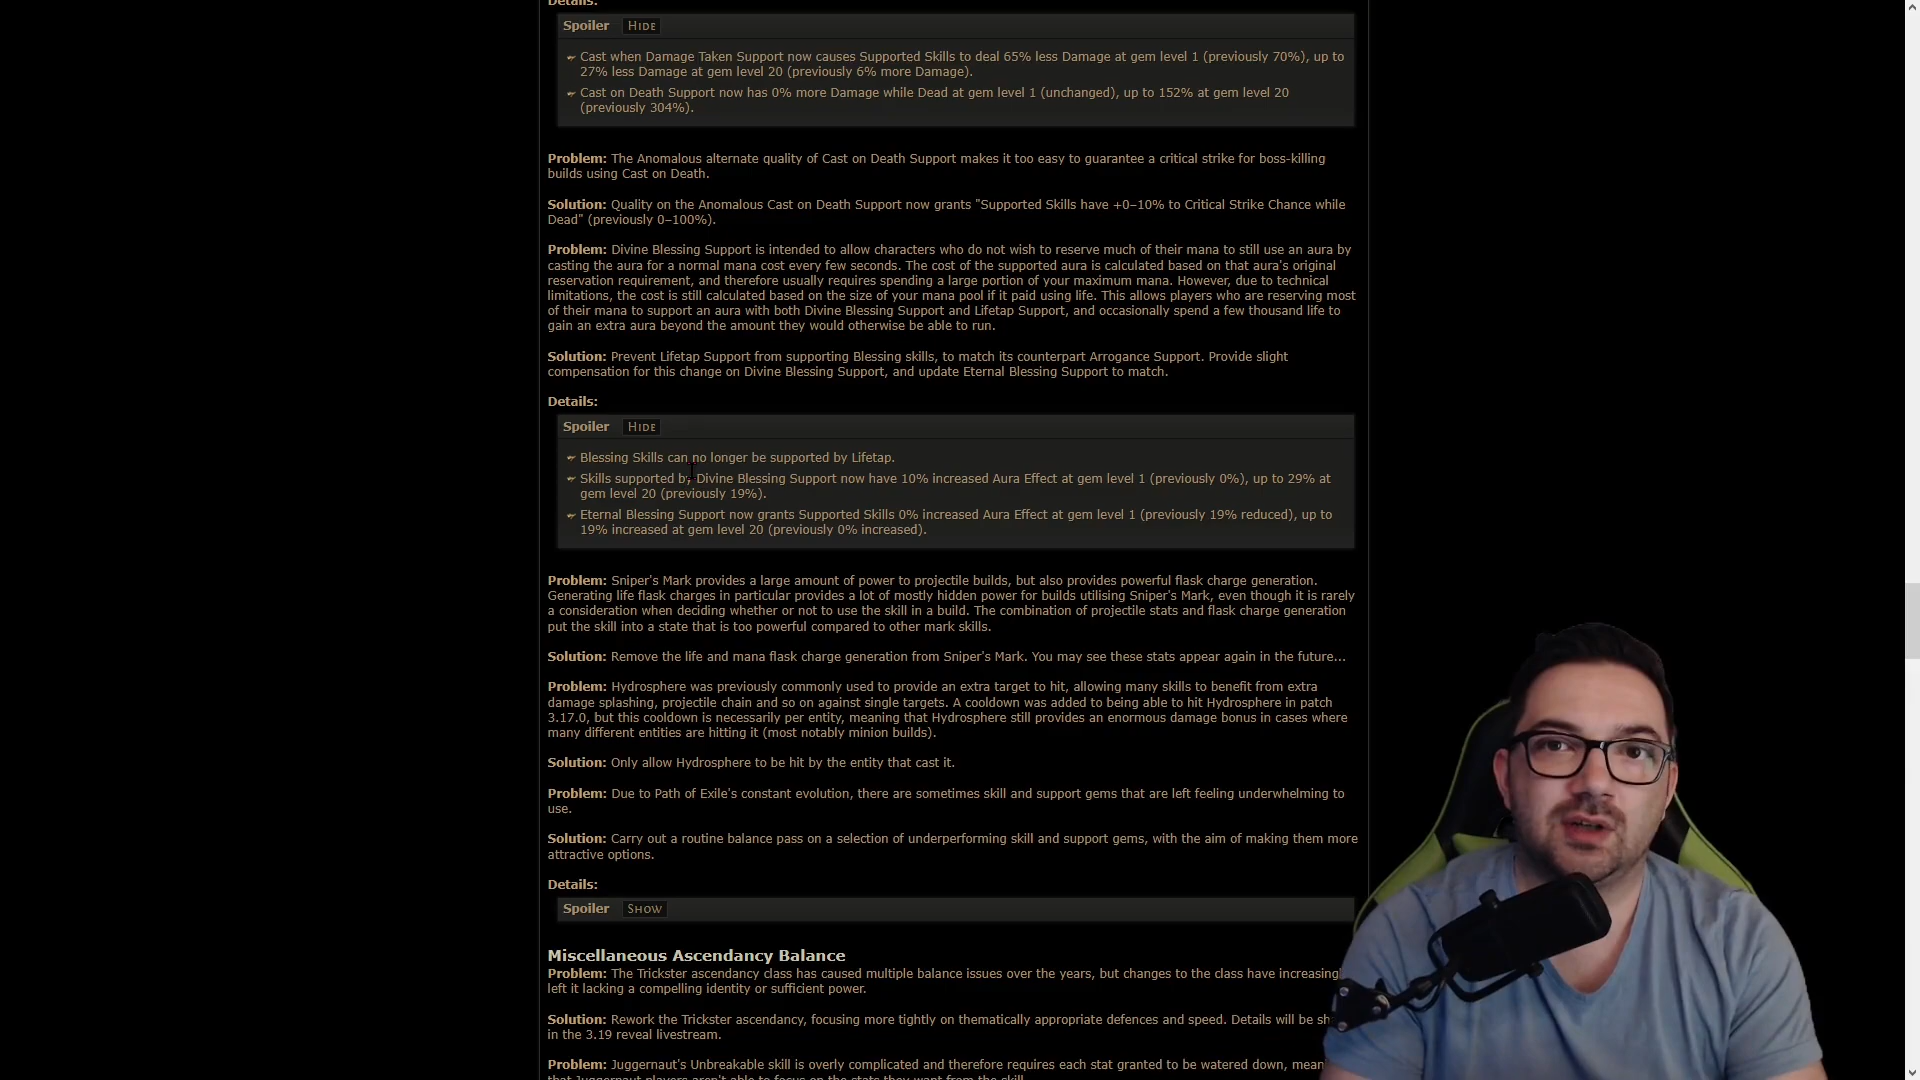 Details:
Spoiler HIDE
Cast when Damage Taken Support now causes Supported Skills to deal 65% less Damage at gem level 1 (previously 70%), up to
27% less Damage at gem level 20 (previously 6% more Damage).
Cast on Death Support now has 0% more Damage while Dead at gem level 1 (unchanged), up to 152% at gem level 20
(previously 304%).
Problem: The Anomalous alternate quality of Cast on Death Support makes it too easy to guarantee a critical strike for boss-killing
builds using Cast on Death.
Solution: Quality on the Anomalous Cast on Death Support now grants "Supported Skills have +0–10% to Critical Strike Chance while
Dead" (previously 0–100%).
Problem: Divine Blessing Support is intended to allow characters who do not wish to reserve much of their mana to still use an aura by
casting the aura for a normal mana cost every few seconds. The cost of the supported aura is calculated based on that aura's original
reservation requirement, and therefore usually requires spending a large portion of your maximum mana. However, due to technical
limitations, the cost is still calculated based on the size of your mana pool if it paid using life. This allows players who are reserving most
of their mana to support an aura with both Divine Blessing Support and Lifetap Support, and occasionally spend a few thousand life to
gain an extra aura beyond the amount they would otherwise be able to run.
Solution: Prevent Lifetap Support from supporting Blessing skills, to match its counterpart Arrogance Support. Provide slight
compensation for this change on Divine Blessing Support, and update Eternal Blessing Support to match.
Details:
Spoiler HIDE
Blessing Skills can no longer be supported by Lifetap.
Skills supported by Divine Blessing Support now have 10% increased Aura Effect at gem level 1 (previously 0%), up to 29% at
gem level 20 (previously 19%).
Eternal Blessing Support now grants Supported Skills 0% increased Aura Effect at gem level 1 (previously 19% reduced), up to
19% increased at gem level 20 (previously 0% increased).
Problem: Sniper's Mark provides a large amount of power to projectile builds, but also provides powerful flask charge generation.
Generating life flask charges in particular provides a lot of mostly hidden power for builds utilising Sniper's Mark, even though it is rarely
a consideration when deciding whether or not to use the skill in a build. The combination of projectile stats and flask charge generation
put the skill into a state that is too powerful compared to other mark skills.
Solution: Remove the life and mana flask charge generation from Sniper's Mark. You may see these stats appear again in the future...
Problem: Hydrosphere was previously commonly used to provide an extra target to hit, allowing many skills to benefit from extra
damage splashing, projectile chain and so on against single targets. A cooldown was added to being able to hit Hydrosphere in patch
3.17.0, but this cooldown is necessarily per entity, meaning that Hydrosphere still provides an enormous damage bonus in cases where
many different entities are hitting it (most notably minion builds).
Solution: Only allow Hydrosphere to be hit by the entity that cast it.
Problem: Due to Path of Exile's constant evolution, there are sometimes skill and support gems that are left feeling underwhelming to
use.
Solution: Carry out a routine balance pass on a selection of underperforming skill and support gems, with the aim of making them more
attractive options.
Details:
Spoiler SHOW
Miscellaneous Ascendancy Balance
Problem: The Trickster ascendancy class has caused multiple balance issues over the years, but changes to the class have
left it lacking a compelling identity or sufficient power.
Solution: Rework the Trickster ascendancy, focusing more tightly on thematically appropriate defences and speed. Details will be
in the 3.19 reveal livestream.
Problem: Juggernaut's Unbreakable skill is overly complicated and therefore requires each stat granted to be watered down,
that Juggernaut players aren't able to focus on the stats they want from the skill.